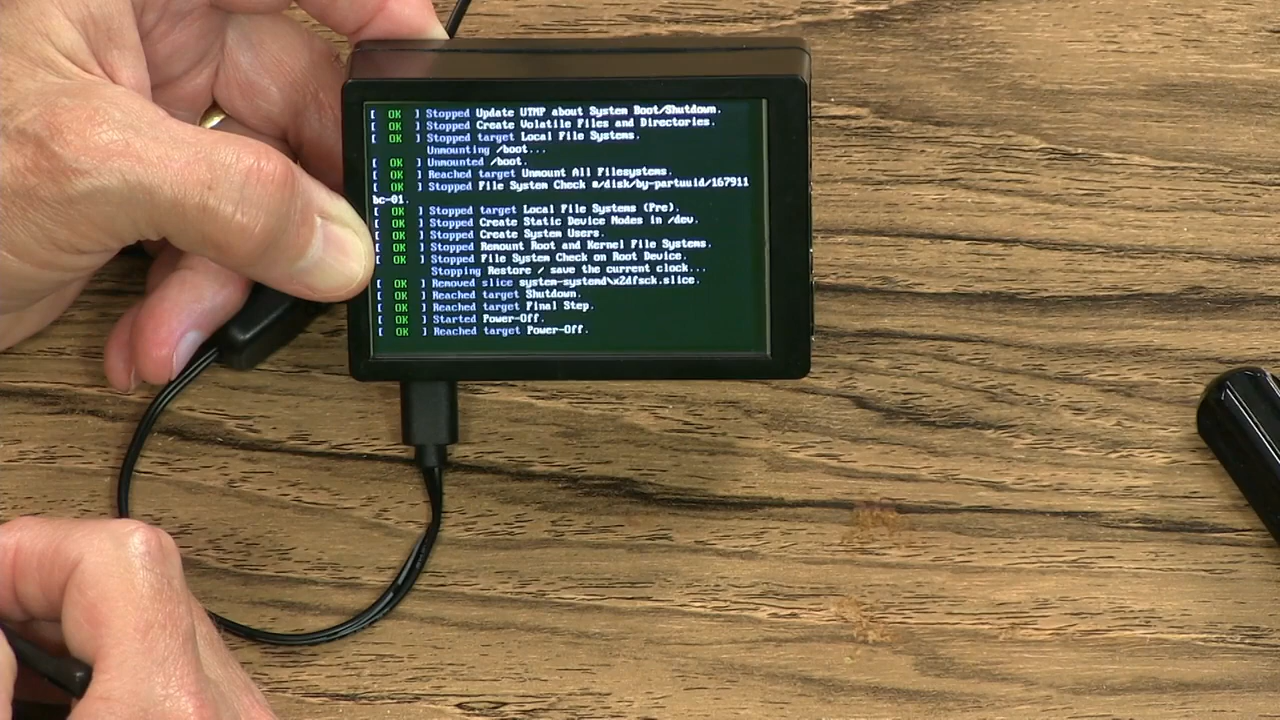 [ OK ] Stopped Update UTMP about System Boot/Shutdown.
[ OK ] Stopped Create Volatile Files and Directories.
[ OK ] Stopped target Local File Systems.
Unmounting /boot...
[ OK ] Unmounted /boot.
[ OK ] Reached target Unmount All Filesystems.
[ OK ] Stopped File System Check m/disk/by-partuuid/167911
bc-01.
[ OK ] Stopped target Local File Systems (Pre).
[ OK ] Stopped Create Static Device Nodes in /dev.
[ OK ] Stopped Create System Users.
[ OK ] Stopped Remount Root and Kernel File Systems.
[ OK ] Stopped File System Check on Root Device.
Stopping Restore / save the current clock...
[ OK ] Removed slice system-systemd\x2dfsck.slice.
[ OK ] Reached target Shutdown.
[ OK ] Reached target Final Step.
[ OK ] Started Power-Off.
[ OK ] Reached target Power-Off.